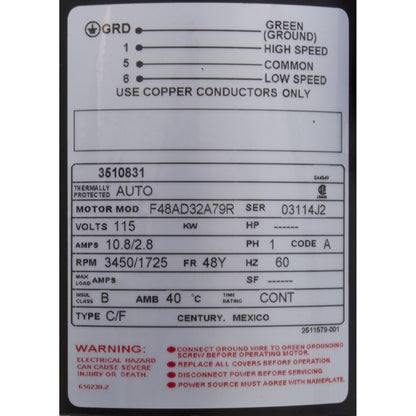 GRD GREEN
(GROUND)
1 HIGH SPEED
5 COMMON
6 LOW SPEED
USE COPPER CONDUCTORS ONLY
3510831
THERMALLY
PROTECTED AUTO
MOTOR MOD F48AD32A79R SER 03114J2
VOLTS 115 KW HP ------
AMPS 10.8/2.8 PH 1 CODE A
RPM 3450/1725 FR 48Y HZ 60
MAX
LOAD AMPS SF ------
INSUL
CLASS B AMB 40 °C TIME
RATING CONT
TYPE C/F CENTURY. MEXICO
2511579-001
WARNING:
ELECTRICAL HAZARD
CAN CAUSE SEVERE
INJURY OR DEATH.
616238-2
● CONNECT GROUND WIRE TO GREEN GROUNDING
SCREW BEFORE OPERATING MOTOR.
● REPLACE ALL COVERS BEFORE OPERATION.
● DISCONNECT POWER BEFORE SERVICING
● POWER SOURCE MUST AGREE WITH NAMEPLATE.